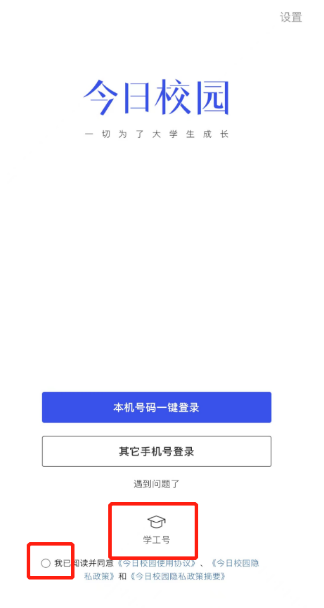 设置
今日校园
一切为了大学生成长
本机号码一键登录
其它手机号登录
遇到问题了
学工号
我已阅读并同意《今日校园使用协议》、《今日校园隐
私政策》和《今日校园隐私政策摘要》